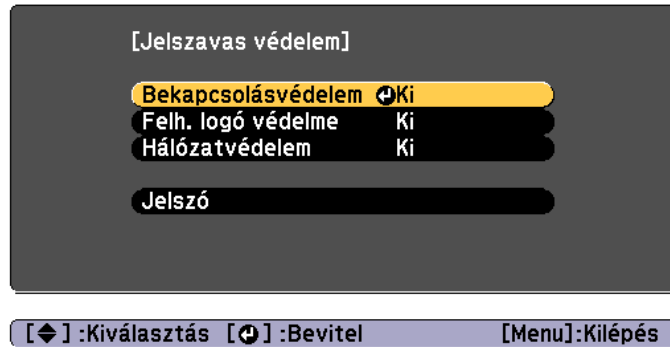 [Jelszavas védelem]
Bekapcsolásvédelem Ki
Felh. logó védelme Ki
Hálózatvédelem Ki
Jelszó
[ ] :Kiválasztás [ ] :Bevitel [Menu]:Kilépés